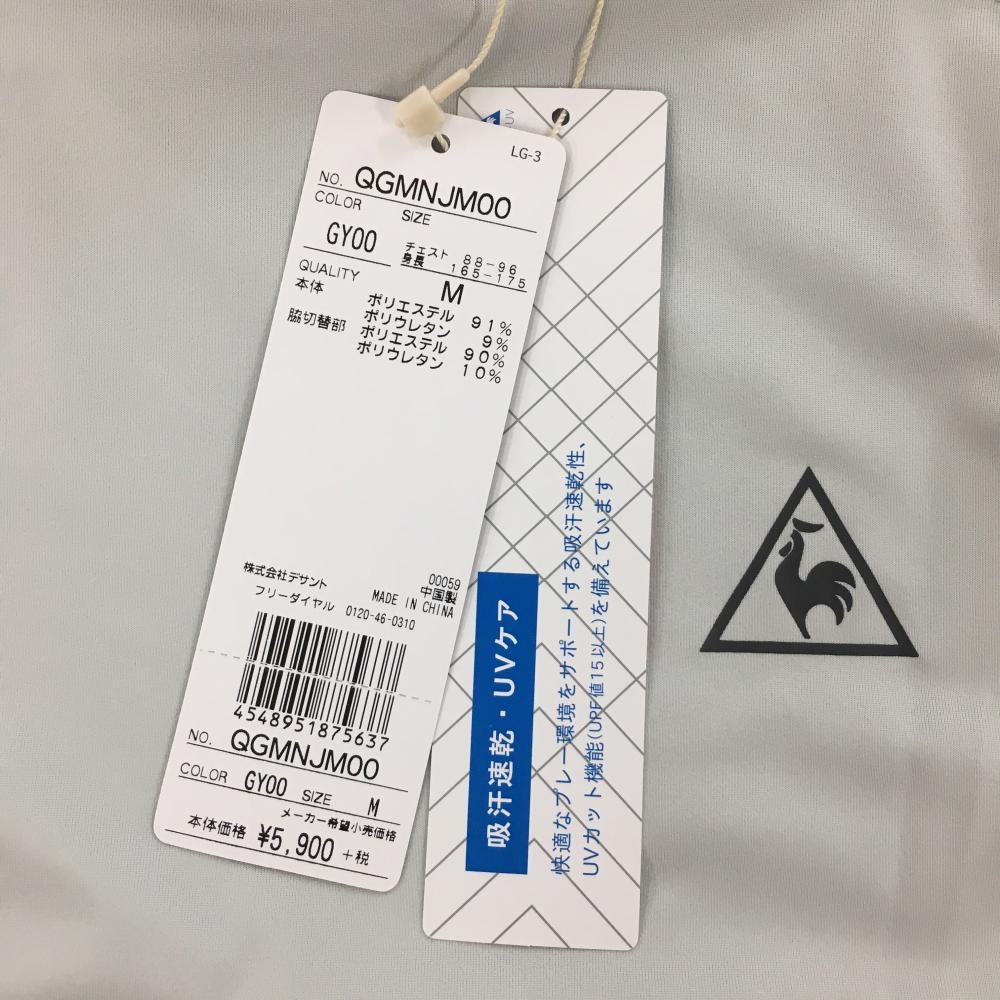 LG-3
NO. QGMNJM00
COLOR SIZE
GY00 チェスト 88-96
身長 165-175
QUALITY M
本体 ポリエステル 91%
ポリウレタン 9%
脇切替部 ポリエステル 90%
ポリウレタン 10%
株式会社デサント 00059
中国製
フリーダイヤル 0120-46-0310 MADE IN CHINA
4548951875637
NO. QGMNJM00
COLOR GY00 SIZE M
メーカー希望小売価格
本体価格 ¥5,900 +税
UV
吸汗速乾・UVケア
快適なプレー環境をサポートする吸汗速乾性、
UVカット機能(UPF値15以上)を備えています